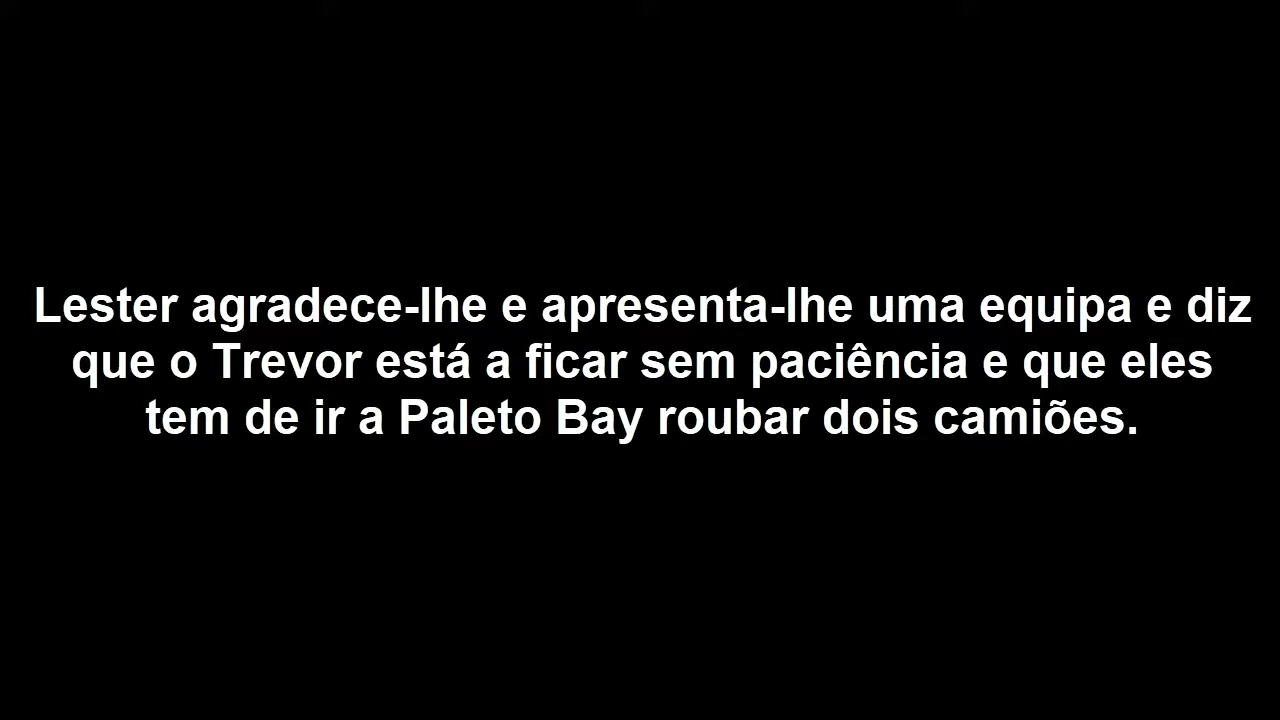 Lester agradece-lhe e apresenta-lhe uma equipa e diz
que o Trevor está a ficar sem paciência e que eles
tem de ir a Paleto Bay roubar dois camiões.